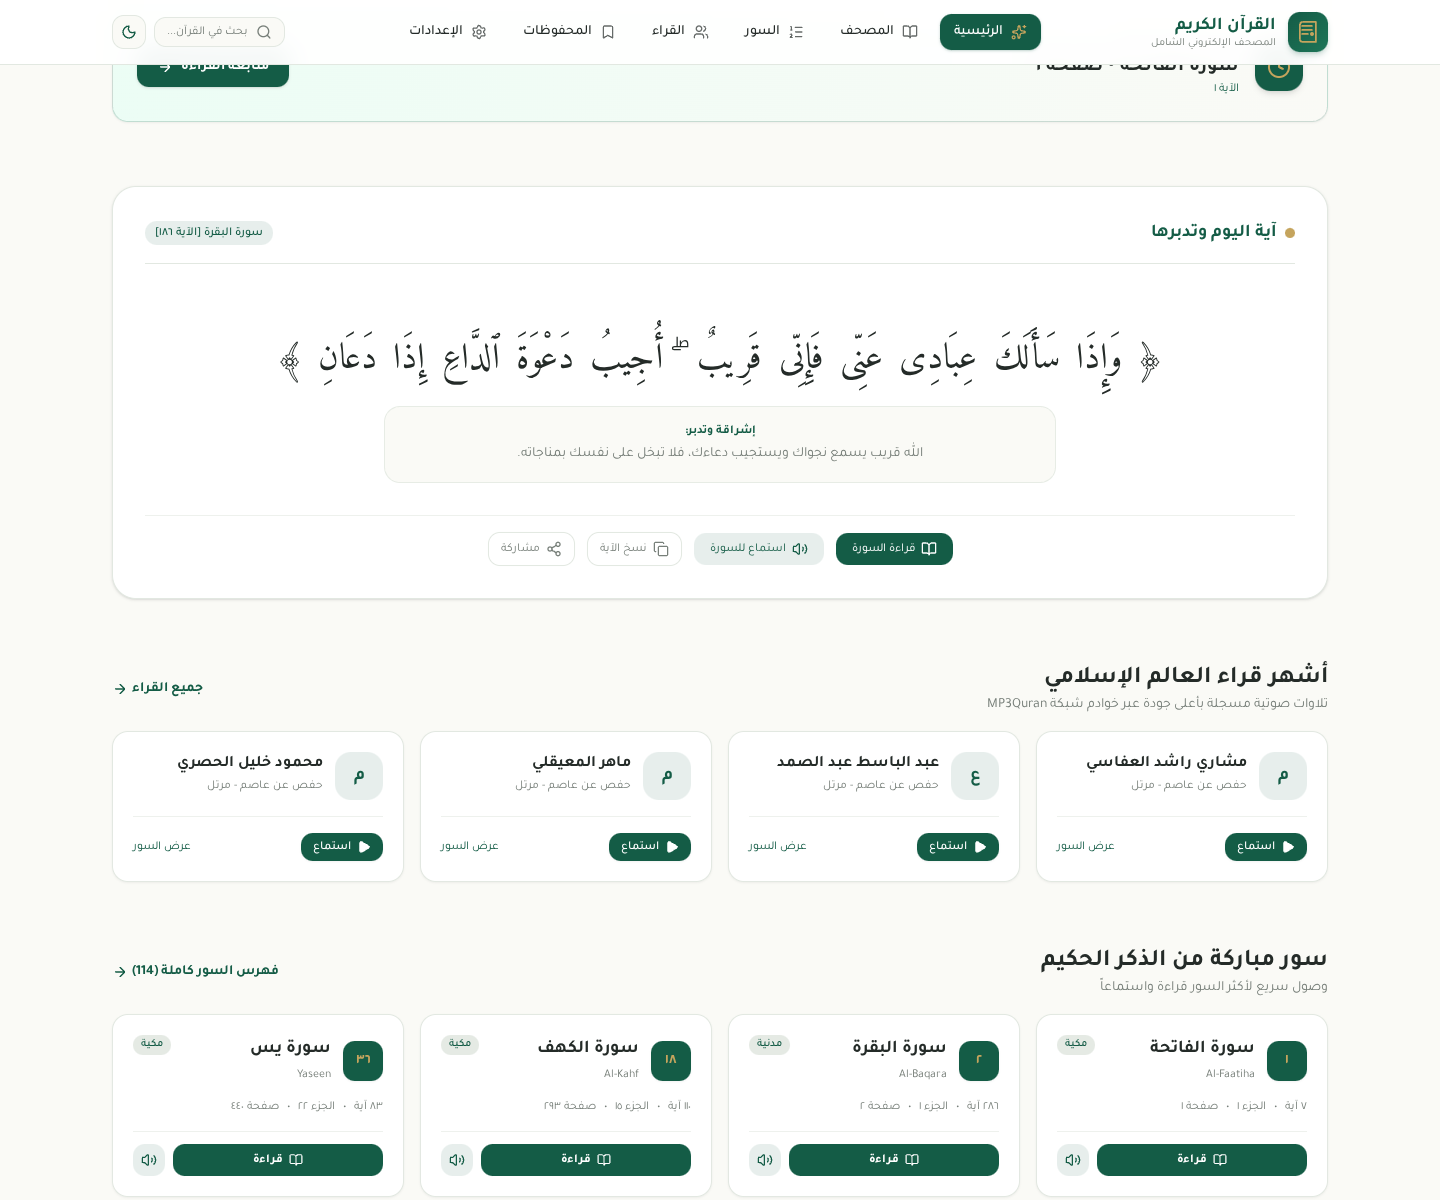 القرآن الكريم
المصحف الإلكتروني الشامل
الرئيسية
المصحف
السور
القراء
المحفوظات
الإعدادات
بحث في القرآن...
سورة الفاتحة - صفحة ١
الآية ١
متابعة القراءة
آية اليوم وتدبرها
سورة البقرة [الآية ١٨٦]
﴿ وَإِذَا سَأَلَكَ عِبَادِى عَنِّى فَإِنِّى قَرِيبٌ ۖ أُجِيبُ دَعْوَةَ ٱلدَّاعِ إِذَا دَعَانِ ﴾
إشراقة وتدبر:
الله قريب يسمع نجواك ويستجيب دعاءك، فلا تبخل على نفسك بمناجاته.
قراءة السورة
استماع للسورة
نسخ الآية
مشاركة
أشهر قراء العالم الإسلامي
جميع القراء
تلاوات صوتية مسجلة بأعلى جودة عبر خوادم شبكة MP3Quran
م
مشاري راشد العفاسي
حفص عن عاصم - مرتل
استماع
عرض السور
ع
عبد الباسط عبد الصمد
حفص عن عاصم - مرتل
استماع
عرض السور
م
ماهر المعيقلي
حفص عن عاصم - مرتل
استماع
عرض السور
م
محمود خليل الحصري
حفص عن عاصم - مرتل
استماع
عرض السور
سور مباركة من الذكر الحكيم
فهرس السور كاملة (114)
وصول سريع لأكثر السور قراءة واستماعاً
١
سورة الفاتحة
مكية
Al-Faatiha
٧ آية • الجزء ١ • صفحة ١
قراءة
٢
سورة البقرة
مدنية
Al-Baqara
٢٨٦ آية • الجزء ١ • صفحة ٢
قراءة
١٨
سورة الكهف
مكية
Al-Kahf
١١٠ آية • الجزء ١٥ • صفحة ٢٩٣
قراءة
٣٦
سورة يس
مكية
Yaseen
٨٣ آية • الجزء ٢٢ • صفحة ٤٤٠
قراءة